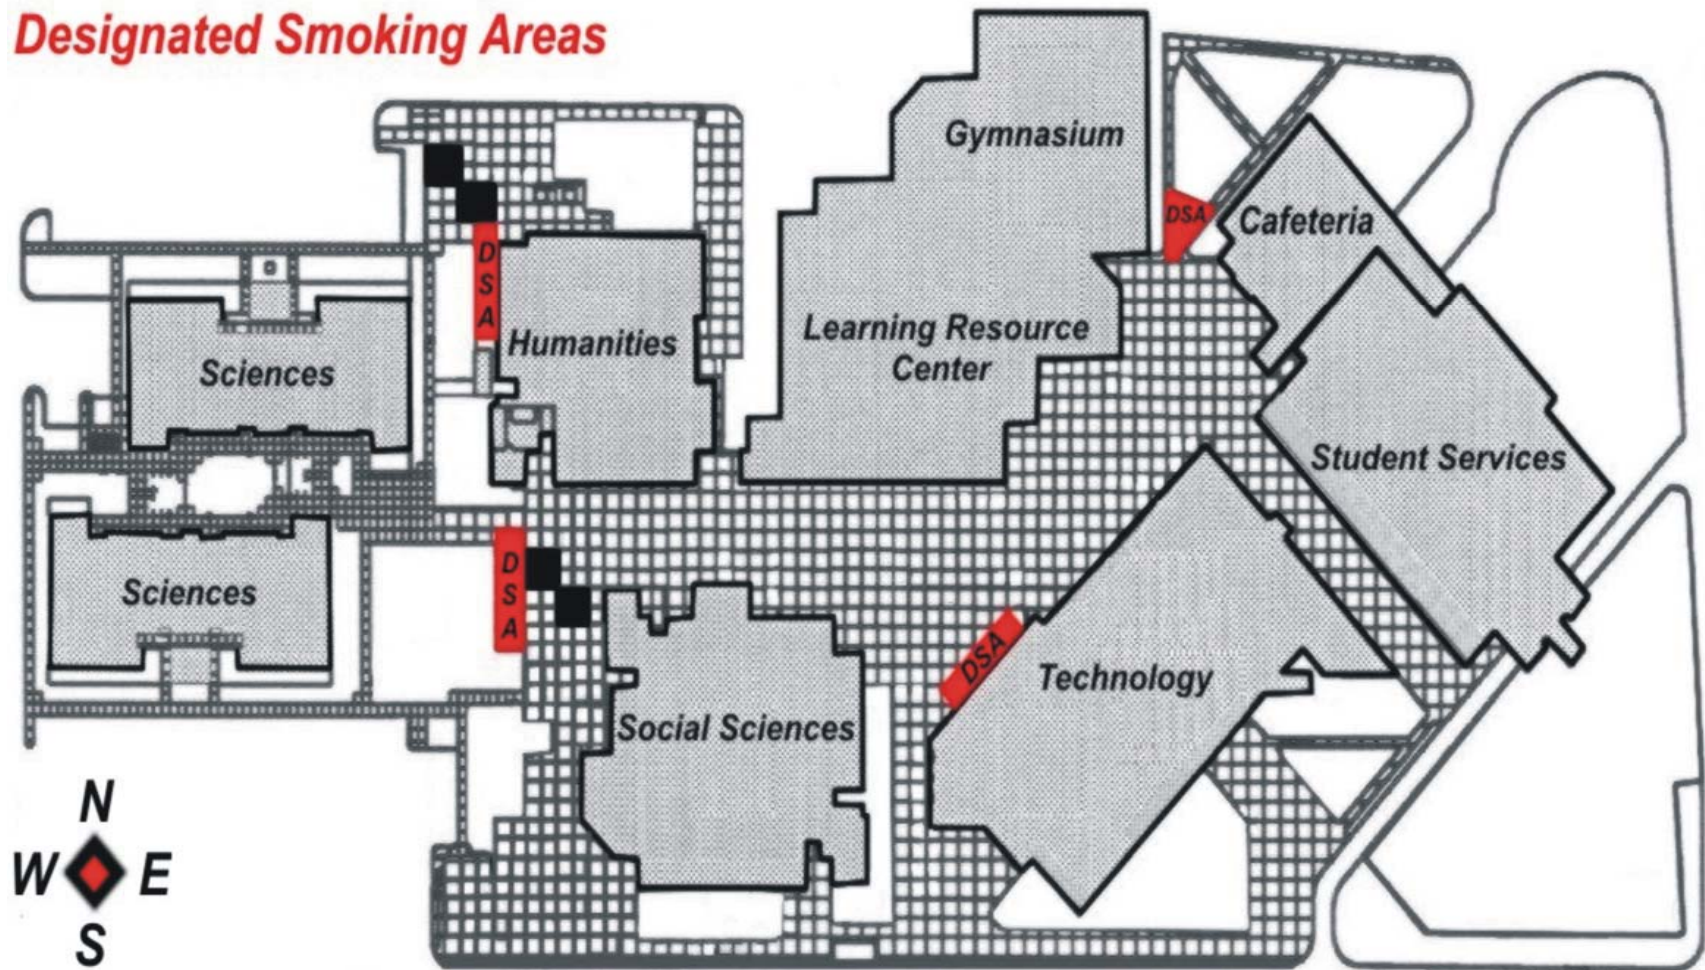 Designated Smoking Areas
Gymnasium
DSA
Cafeteria
D
S
A
Humanities
Learning Resource
Center
Sciences
Student Services
D
S
A
Sciences
DSA
Technology
Social Sciences
N
W E
S